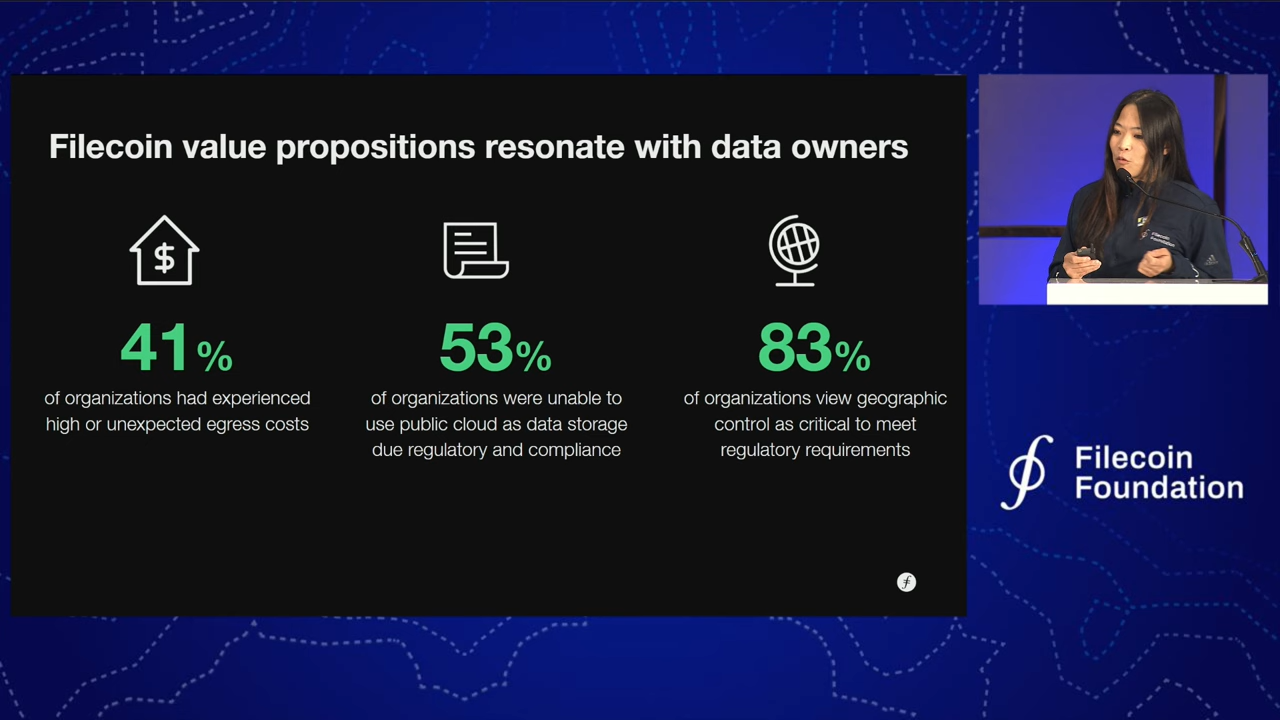 Filecoin value propositions resonate with data owners
41%
of organizations had experienced
high or unexpected egress costs
53%
of organizations were unable to
use public cloud as data storage
due regulatory and compliance
83%
of organizations view geographic
control as critical to meet
regulatory requirements
Filecoin
Foundation
Filecoin
Foundation